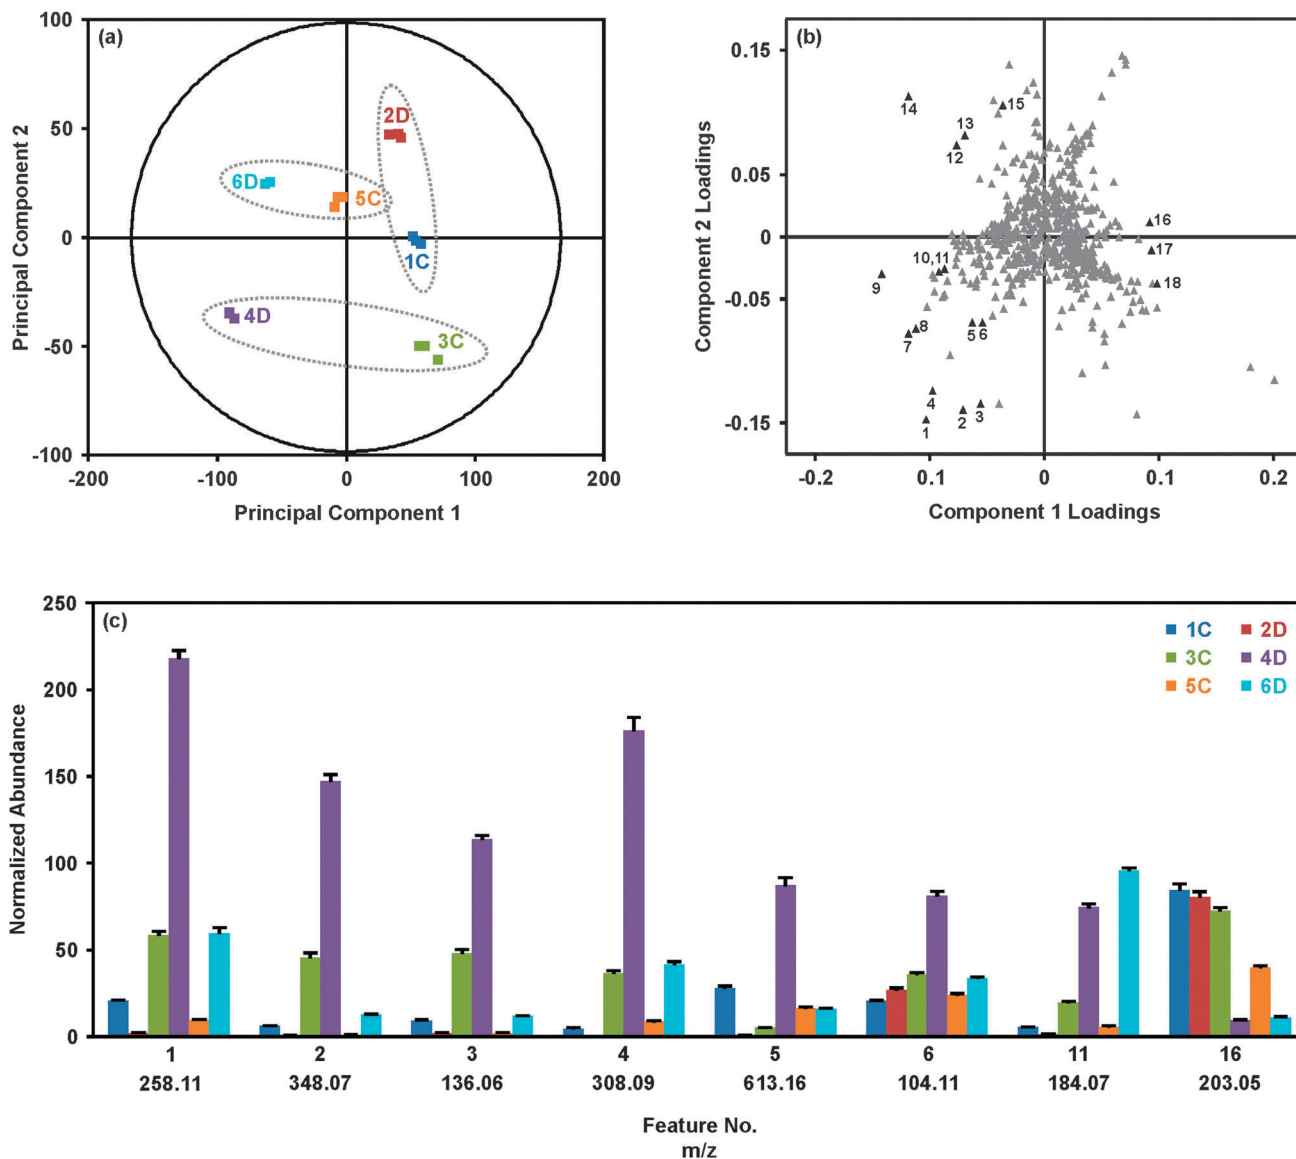 (a)
100
50
0
-50
-100
-200
-100
0
100
200
Principal Component 2
Principal Component 1
2D
6D
5C
1C
4D
3C
(b)
0.15
0.05
0
-0.05
-0.15
-0.2
0.1
0
0.1
0.2
Component 2 Loadings
Component 1 Loadings
14
15
13
12
16
17
10,11
9
18
8
7
5 6
4
1
2
3
(c)
250
200
150
100
50
0
Normalized Abundance
1C 2D
3C 4D
5C 6D
1 2 3 4 5 6 11 16
258.11 348.07 136.06 308.09 613.16 104.11 184.07 203.05
Feature No.
m/z